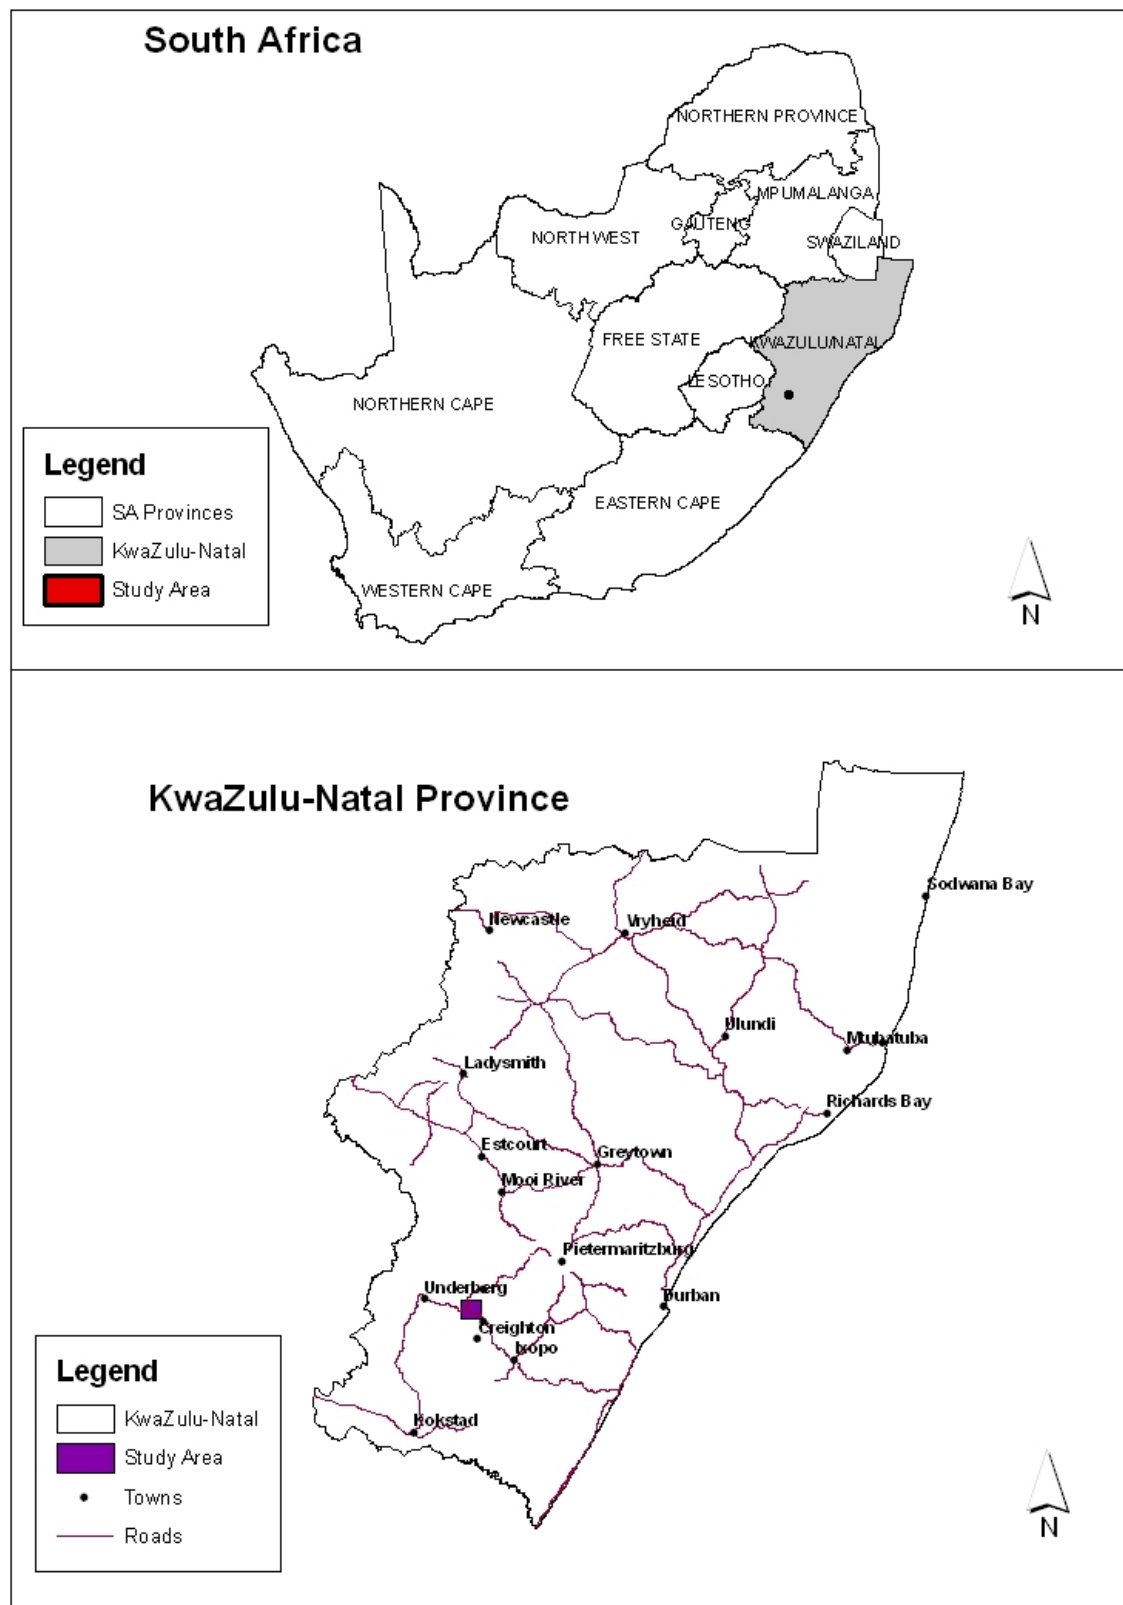 South Africa
NORTHERN PROVINCE
MPUMALANGA
GAUTENG
NORTH WEST
SWAZILAND
FREE STATE
KWAZULU/NATAL
LESOTHO
NORTHERN CAPE
EASTERN CAPE
WESTERN CAPE
Legend
SA Provinces
KwaZulu-Natal
Study Area
N
KwaZulu-Natal Province
Sodwana Bay
Newcastle
Vryheid
Ulundi
Mtubatuba
Ladysmith
Richards Bay
Estcourt
Greytown
Mooi River
Pietermaritzburg
Underberg
Durban
Creighton
Ixopo
Kokstad
Legend
KwaZulu-Natal
Study Area
Towns
Roads
N